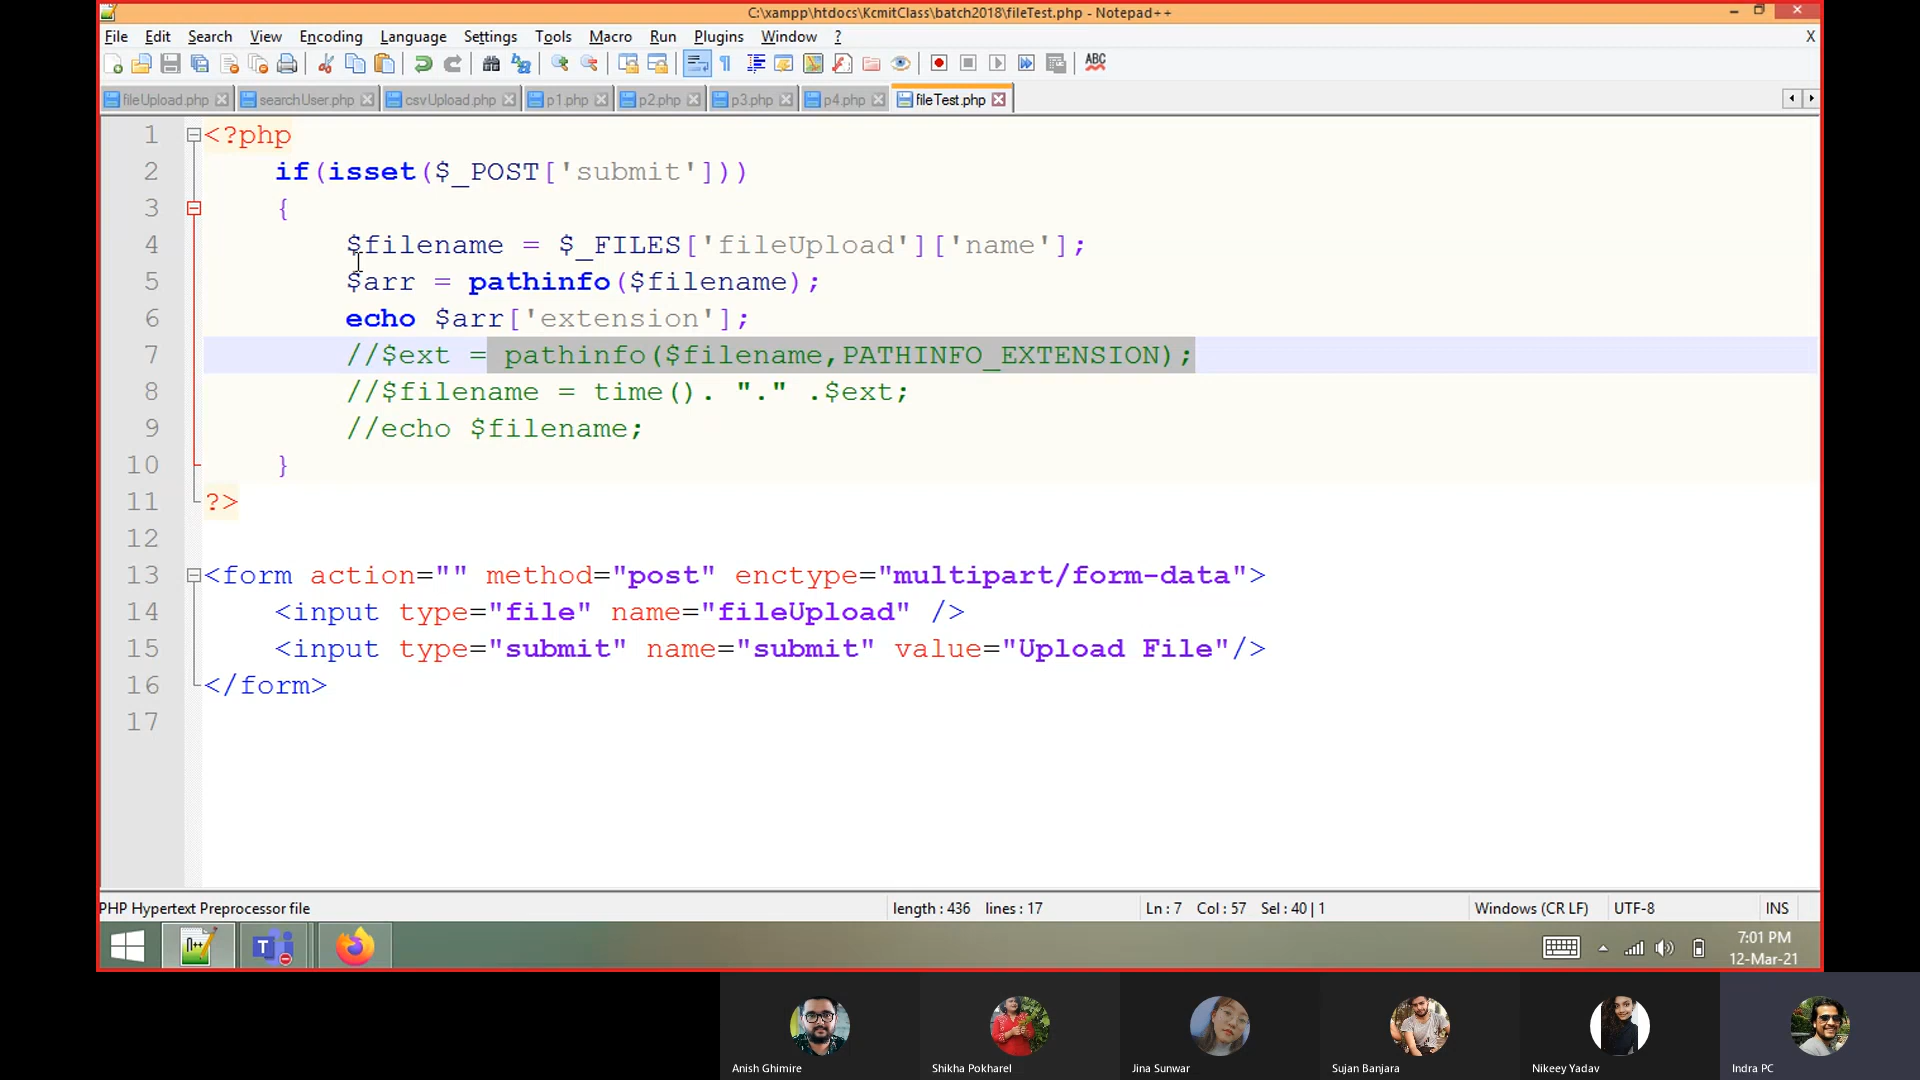 C:\xampp\htdocs\KcmitClass\batch2018\fileTest.php - Notepad++
File Edit Search View Encoding Language Settings Tools Macro Run Plugins Window ? X
ABC
fileUpload.php searchUser.php csvUpload.php p1.php p2.php p3.php p4.php fileTest.php
1 <?php
2 if(isset($_POST['submit']))
3 {
4 $filename = $_FILES['fileUpload']['name'];
5 $arr = pathinfo($filename);
6 echo $arr['extension'];
7 //$ext = pathinfo($filename,PATHINFO_EXTENSION);
8 //$filename = time(). "." .$ext;
9 //echo $filename;
10 }
11 ?>
12
13 <form action="" method="post" enctype="multipart/form-data">
14 <input type="file" name="fileUpload" />
15 <input type="submit" name="submit" value="Upload File"/>
16 </form>
17
PHP Hypertext Preprocessor file length : 436 lines : 17 Ln : 7 Col : 57 Sel : 40 | 1 Windows (CR LF) UTF-8 INS
7:01 PM
12-Mar-21
Anish Ghimire Shikha Pokharel Jina Sunwar Sujan Banjara Nikeey Yadav Indra PC